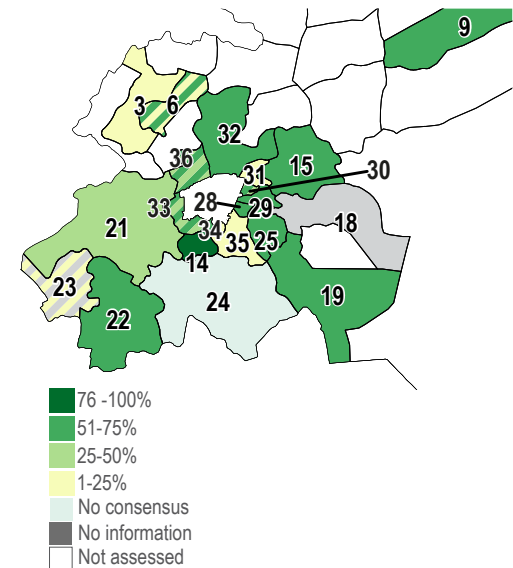 9
3 6
32
36 15
31 30
28 29
33
21 34 35 25 18
14
23 24 19
22
76 -100%
51-75%
25-50%
1-25%
No consensus
No information
Not assessed